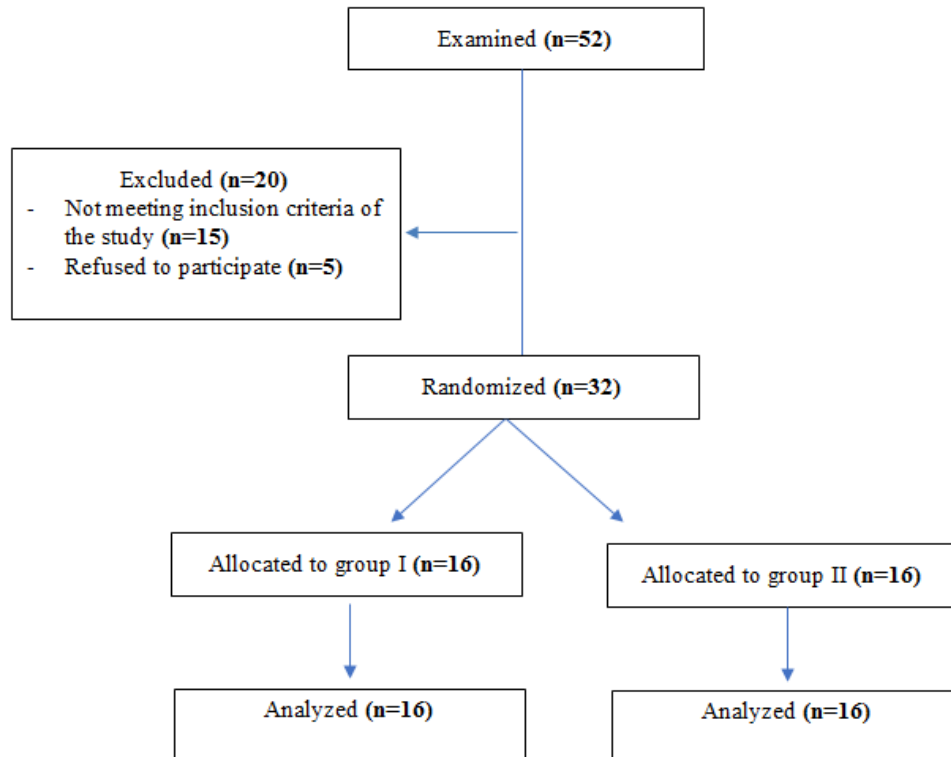 Examined (n=52)
Excluded (n=20)
- Not meeting inclusion criteria of
the study (n=15)
- Refused to participate (n=5)
Randomized (n=32)
Allocated to group I (n=16)
Allocated to group II (n=16)
Analyzed (n=16)
Analyzed (n=16)